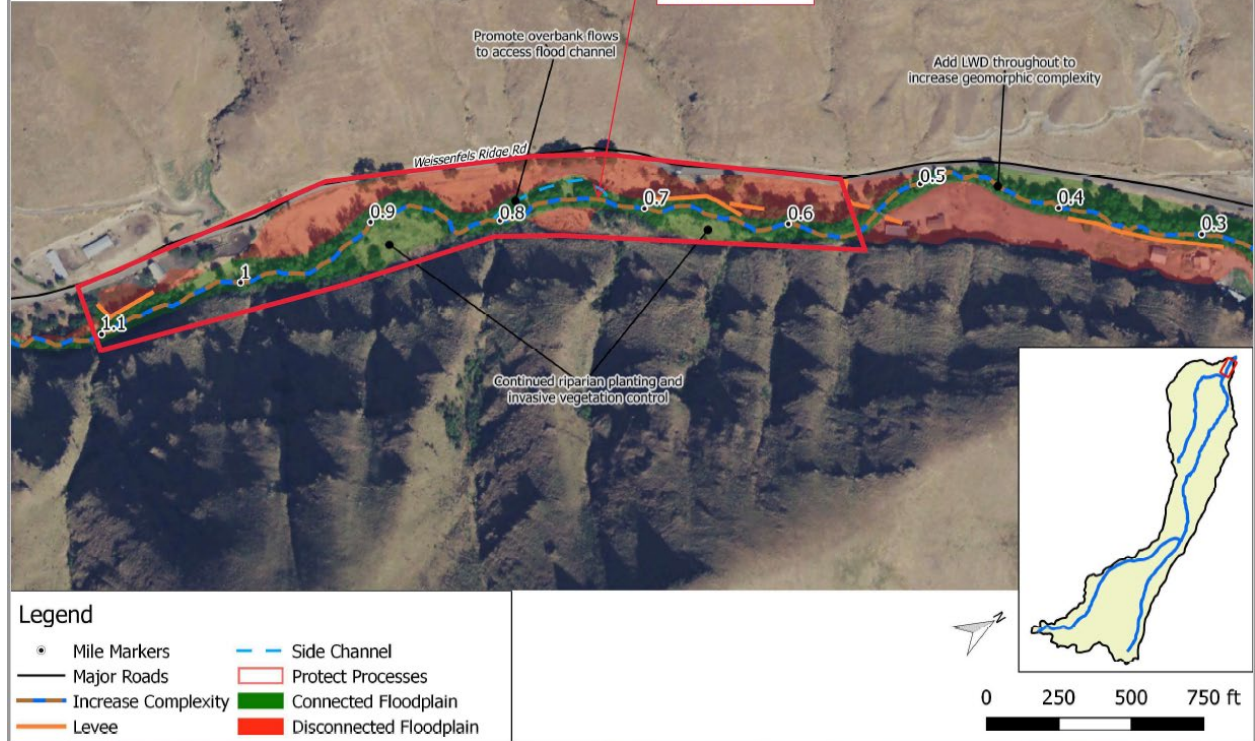 Promote overbank flows
to access flood channel
Add LWD throughout to
increase geomorphic complexity
Weissenfels Ridge Rd
0.5
0.4
0.3
0.9
0.8
0.7
0.6
1
1.1
Continued riparian planting and
invasive vegetation control
Legend
Mile Markers
Major Roads
Increase Complexity
Levee
Side Channel
Protect Processes
Connected Floodplain
Disconnected Floodplain
N
0 250 500 750 ft